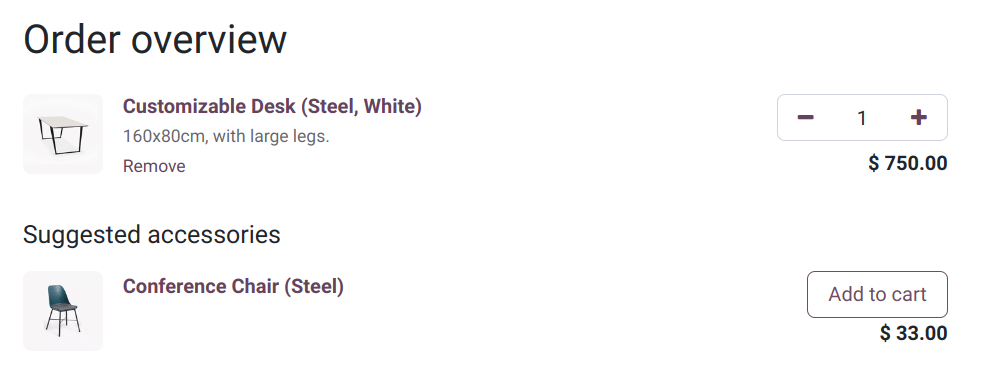 Order overview
Customizable Desk (Steel, White)
160x80cm, with large legs.
Remove
1
$ 750.00
Suggested accessories
Conference Chair (Steel)
Add to cart
$ 33.00